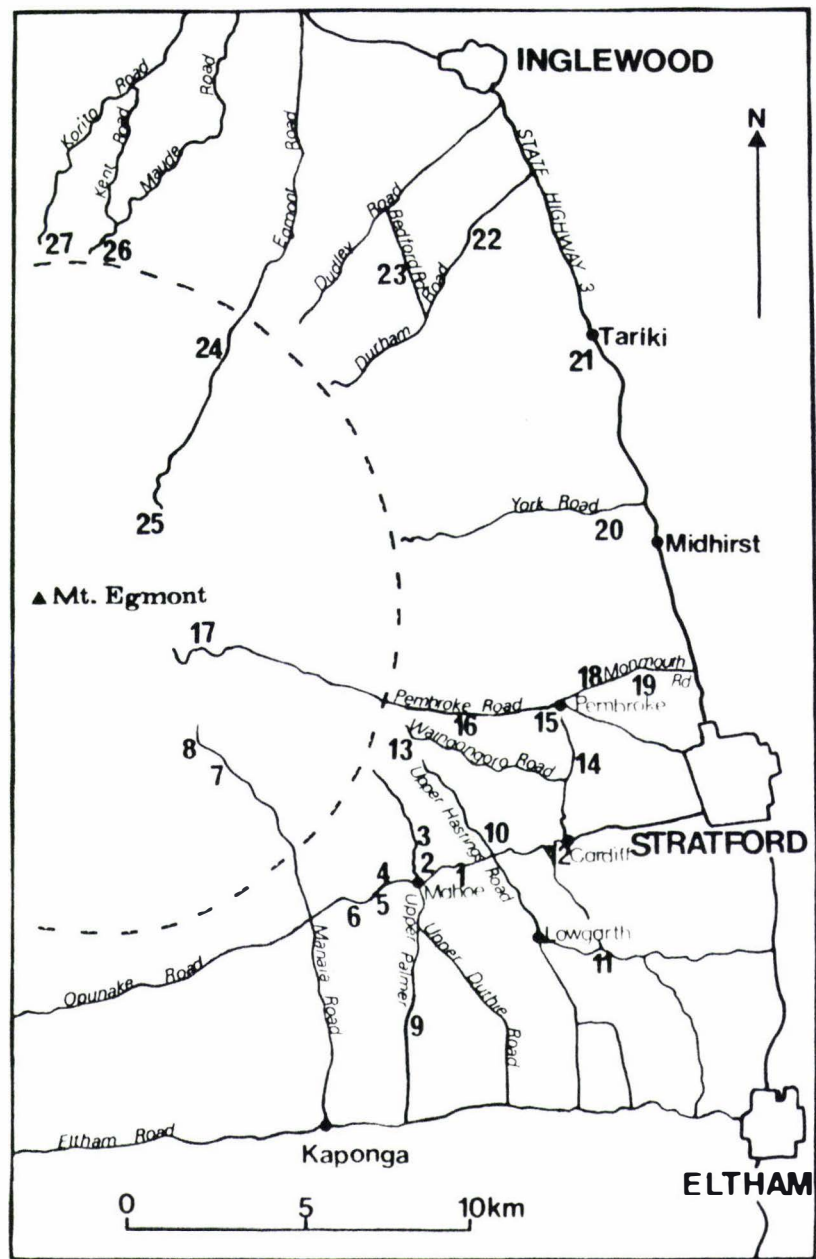 INGLEWOOD
N
Korito Road
Kent Road
Maude Road
Egmont Road
STATE HIGHWAY 3
Dudley Road
Bedford Rd
Durham Road
22
23
27
26
24
21
Tariki
25
York Road
20
Midhirst
Mt. Egmont
17
18
Monmouth Rd
19
Pembroke Road
16
15
Pembroke
13
Waingongoro Road
14
8
7
Upper Hastings Road
10
3
2
1
12
Cardiff
STRATFORD
4
5
6
Mahoe
Lowgarth
11
Manaia Road
Upper Palmer
9
Upper Duthie Road
Opunake Road
Eltham Road
Kaponga
ELTHAM
0 5 10km